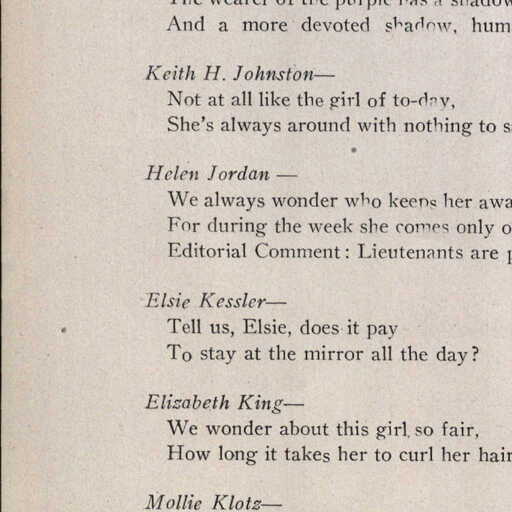 The wearer of the purple has a shadow
And a more devoted shadow, hum
Keith H. Johnston—
Not at all like the girl of to-day,
She's always around with nothing to
Helen Jordan —
We always wonder who keeps her awa
For during the week she comes only
Editorial Comment: Lieutenants are
Elsie Kessler—
Tell us, Elsie, does it pay
To stay at the mirror all the day?
Elizabeth King—
We wonder about this girl so fair,
How long it takes her to curl her hair
Mollie Klotz—